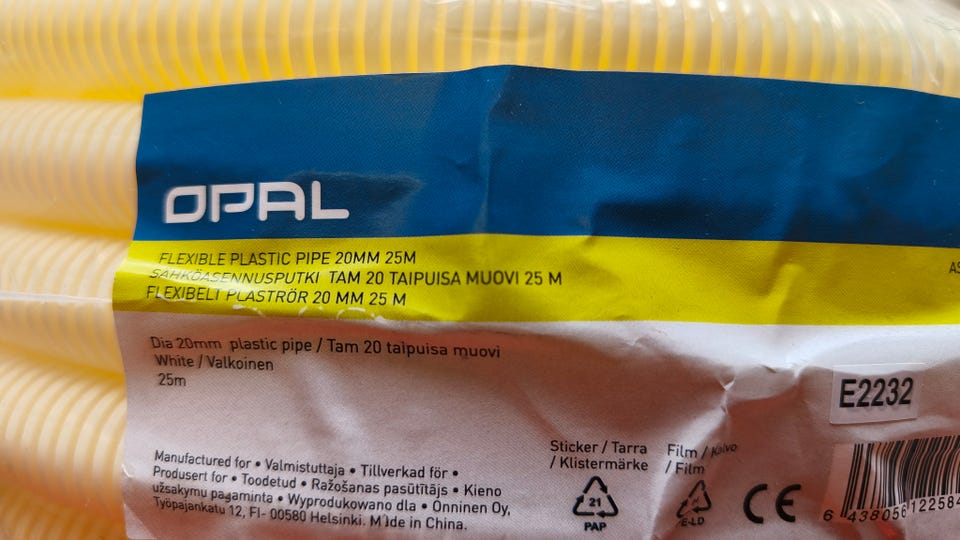 OPAL
FLEXIBLE PLASTIC PIPE 20MM 25M
SÄHKÖASENNUSPUTKI TAM 20 TAIPUISA MUOVI 25 M
FLEXIBELT PLASTRÖR 20 MM 25 M
AS
Dia 20mm plastic pipe / Tam 20 taipuisa muovi
White / Valkoinen
25m
E2232
Manufactured for • Valmistuttaja • Tillverkad för •
Produsert for • Toodetud • Ražošanas pasūtītājs • Kieno
užsakymu pagaminta • Wyprodukowano dla • Onninen Oy,
Työpajankatu 12, FI- 00580 Helsinki. Made in China.
Sticker / Tarra
/ Klistermärke
21
PAP
Film / Kalvo
/ Film
E-LD
CE
6 438056 122584